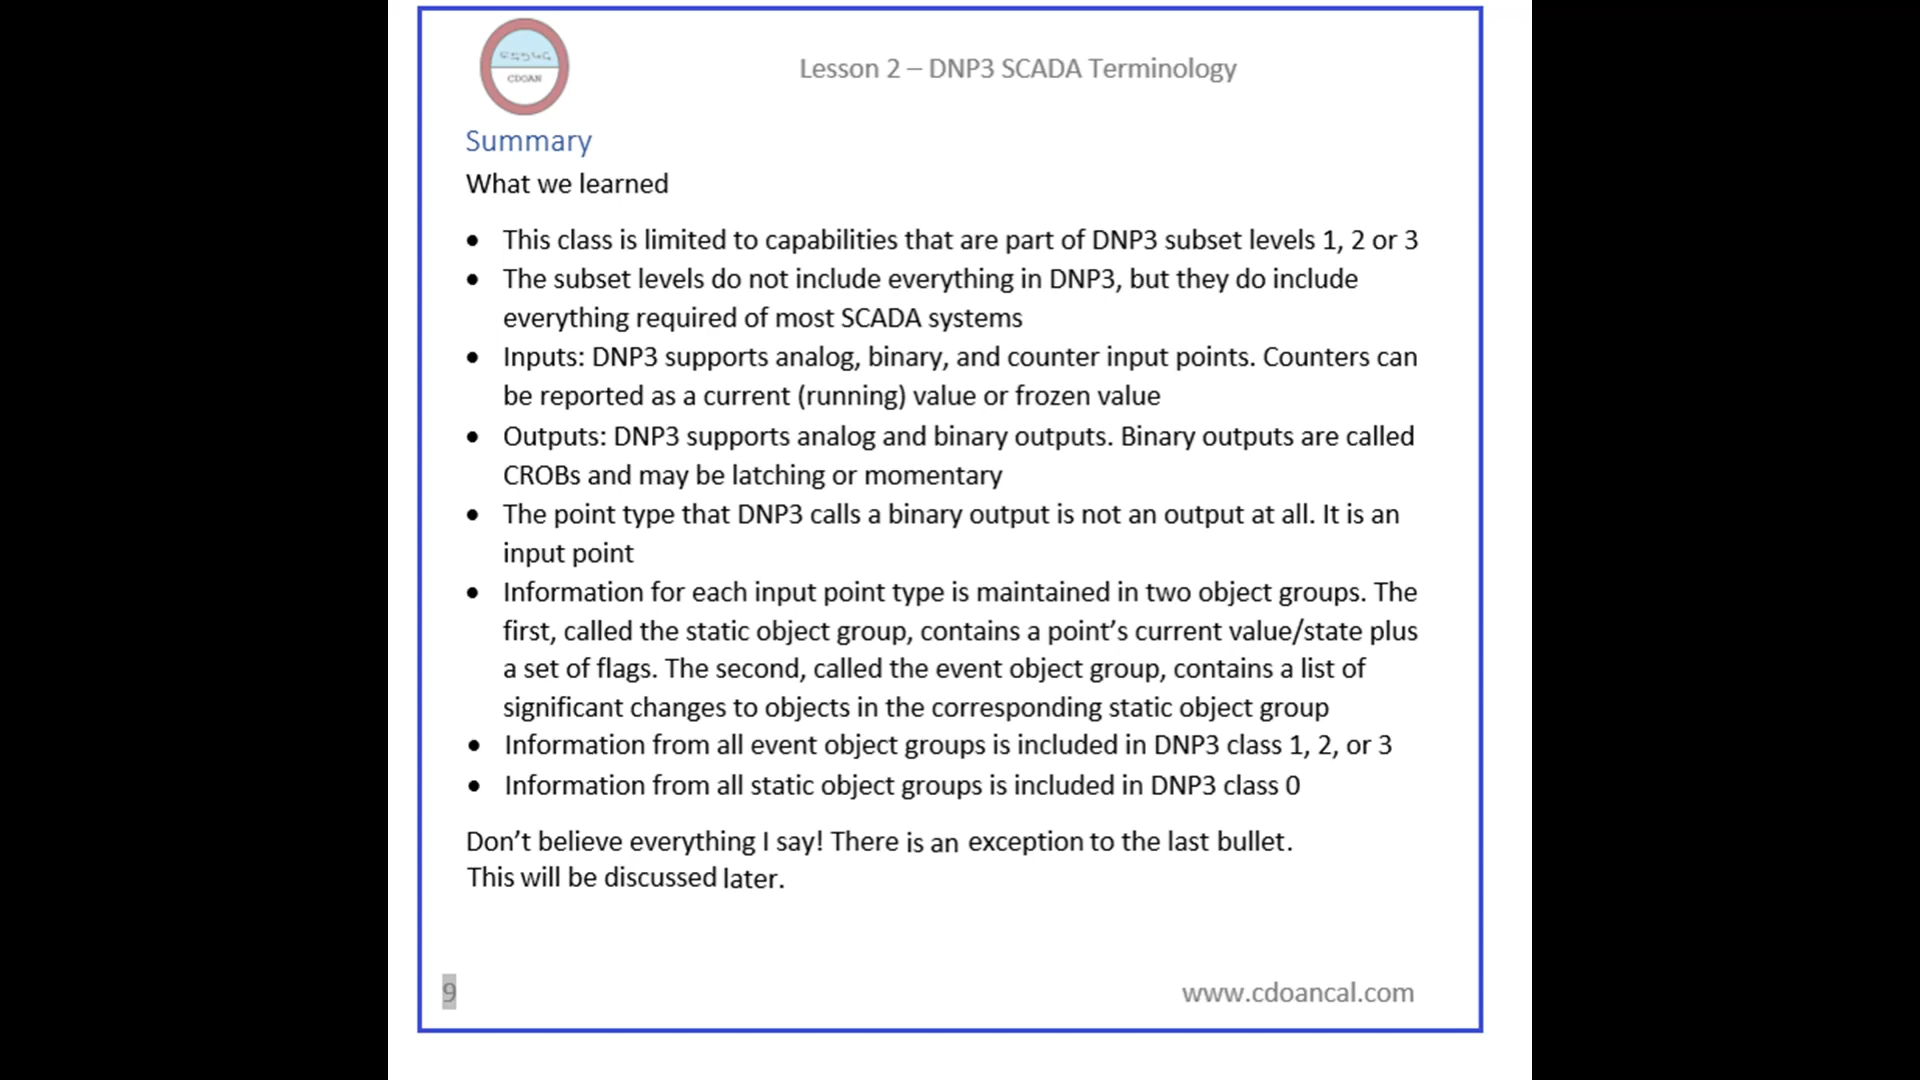 CDOAN
Lesson 2 – DNP3 SCADA Terminology
Summary
What we learned
• This class is limited to capabilities that are part of DNP3 subset levels 1, 2 or 3
• The subset levels do not include everything in DNP3, but they do include
everything required of most SCADA systems
• Inputs: DNP3 supports analog, binary, and counter input points. Counters can
be reported as a current (running) value or frozen value
• Outputs: DNP3 supports analog and binary outputs. Binary outputs are called
CROBs and may be latching or momentary
• The point type that DNP3 calls a binary output is not an output at all. It is an
input point
• Information for each input point type is maintained in two object groups. The
first, called the static object group, contains a point’s current value/state plus
a set of flags. The second, called the event object group, contains a list of
significant changes to objects in the corresponding static object group
• Information from all event object groups is included in DNP3 class 1, 2, or 3
• Information from all static object groups is included in DNP3 class 0
Don’t believe everything I say! There is an exception to the last bullet.
This will be discussed later.
9
www.cdoancal.com